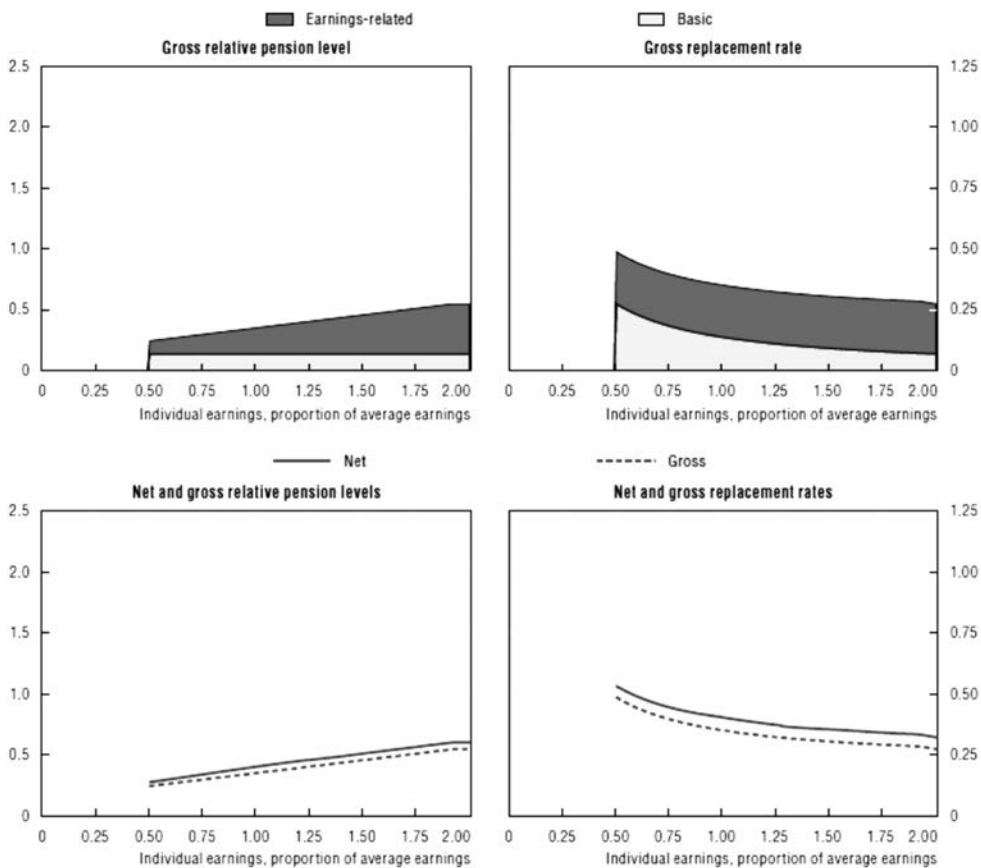 Earnings-related Basic
Gross relative pension level Gross replacement rate
2.5 1.25
2.0 1.00
1.5 0.75
1.0 0.50
0.5 0.25
0 0
0 0.25 0.50 0.75 1.00 1.25 1.50 1.75 2.00 0 0.25 0.50 0.75 1.00 1.25 1.50 1.75 2.00
Individual earnings, proportion of average earnings Individual earnings, proportion of average earnings
Net Gross
Net and gross relative pension levels Net and gross replacement rates
2.5 1.25
2.0 1.00
1.5 0.75
1.0 0.50
0.5 0.25
0 0
0 0.25 0.50 0.75 1.00 1.25 1.50 1.75 2.00 0 0.25 0.50 0.75 1.00 1.25 1.50 1.75 2.00
Individual earnings, proportion of average earnings Individual earnings, proportion of average earnings